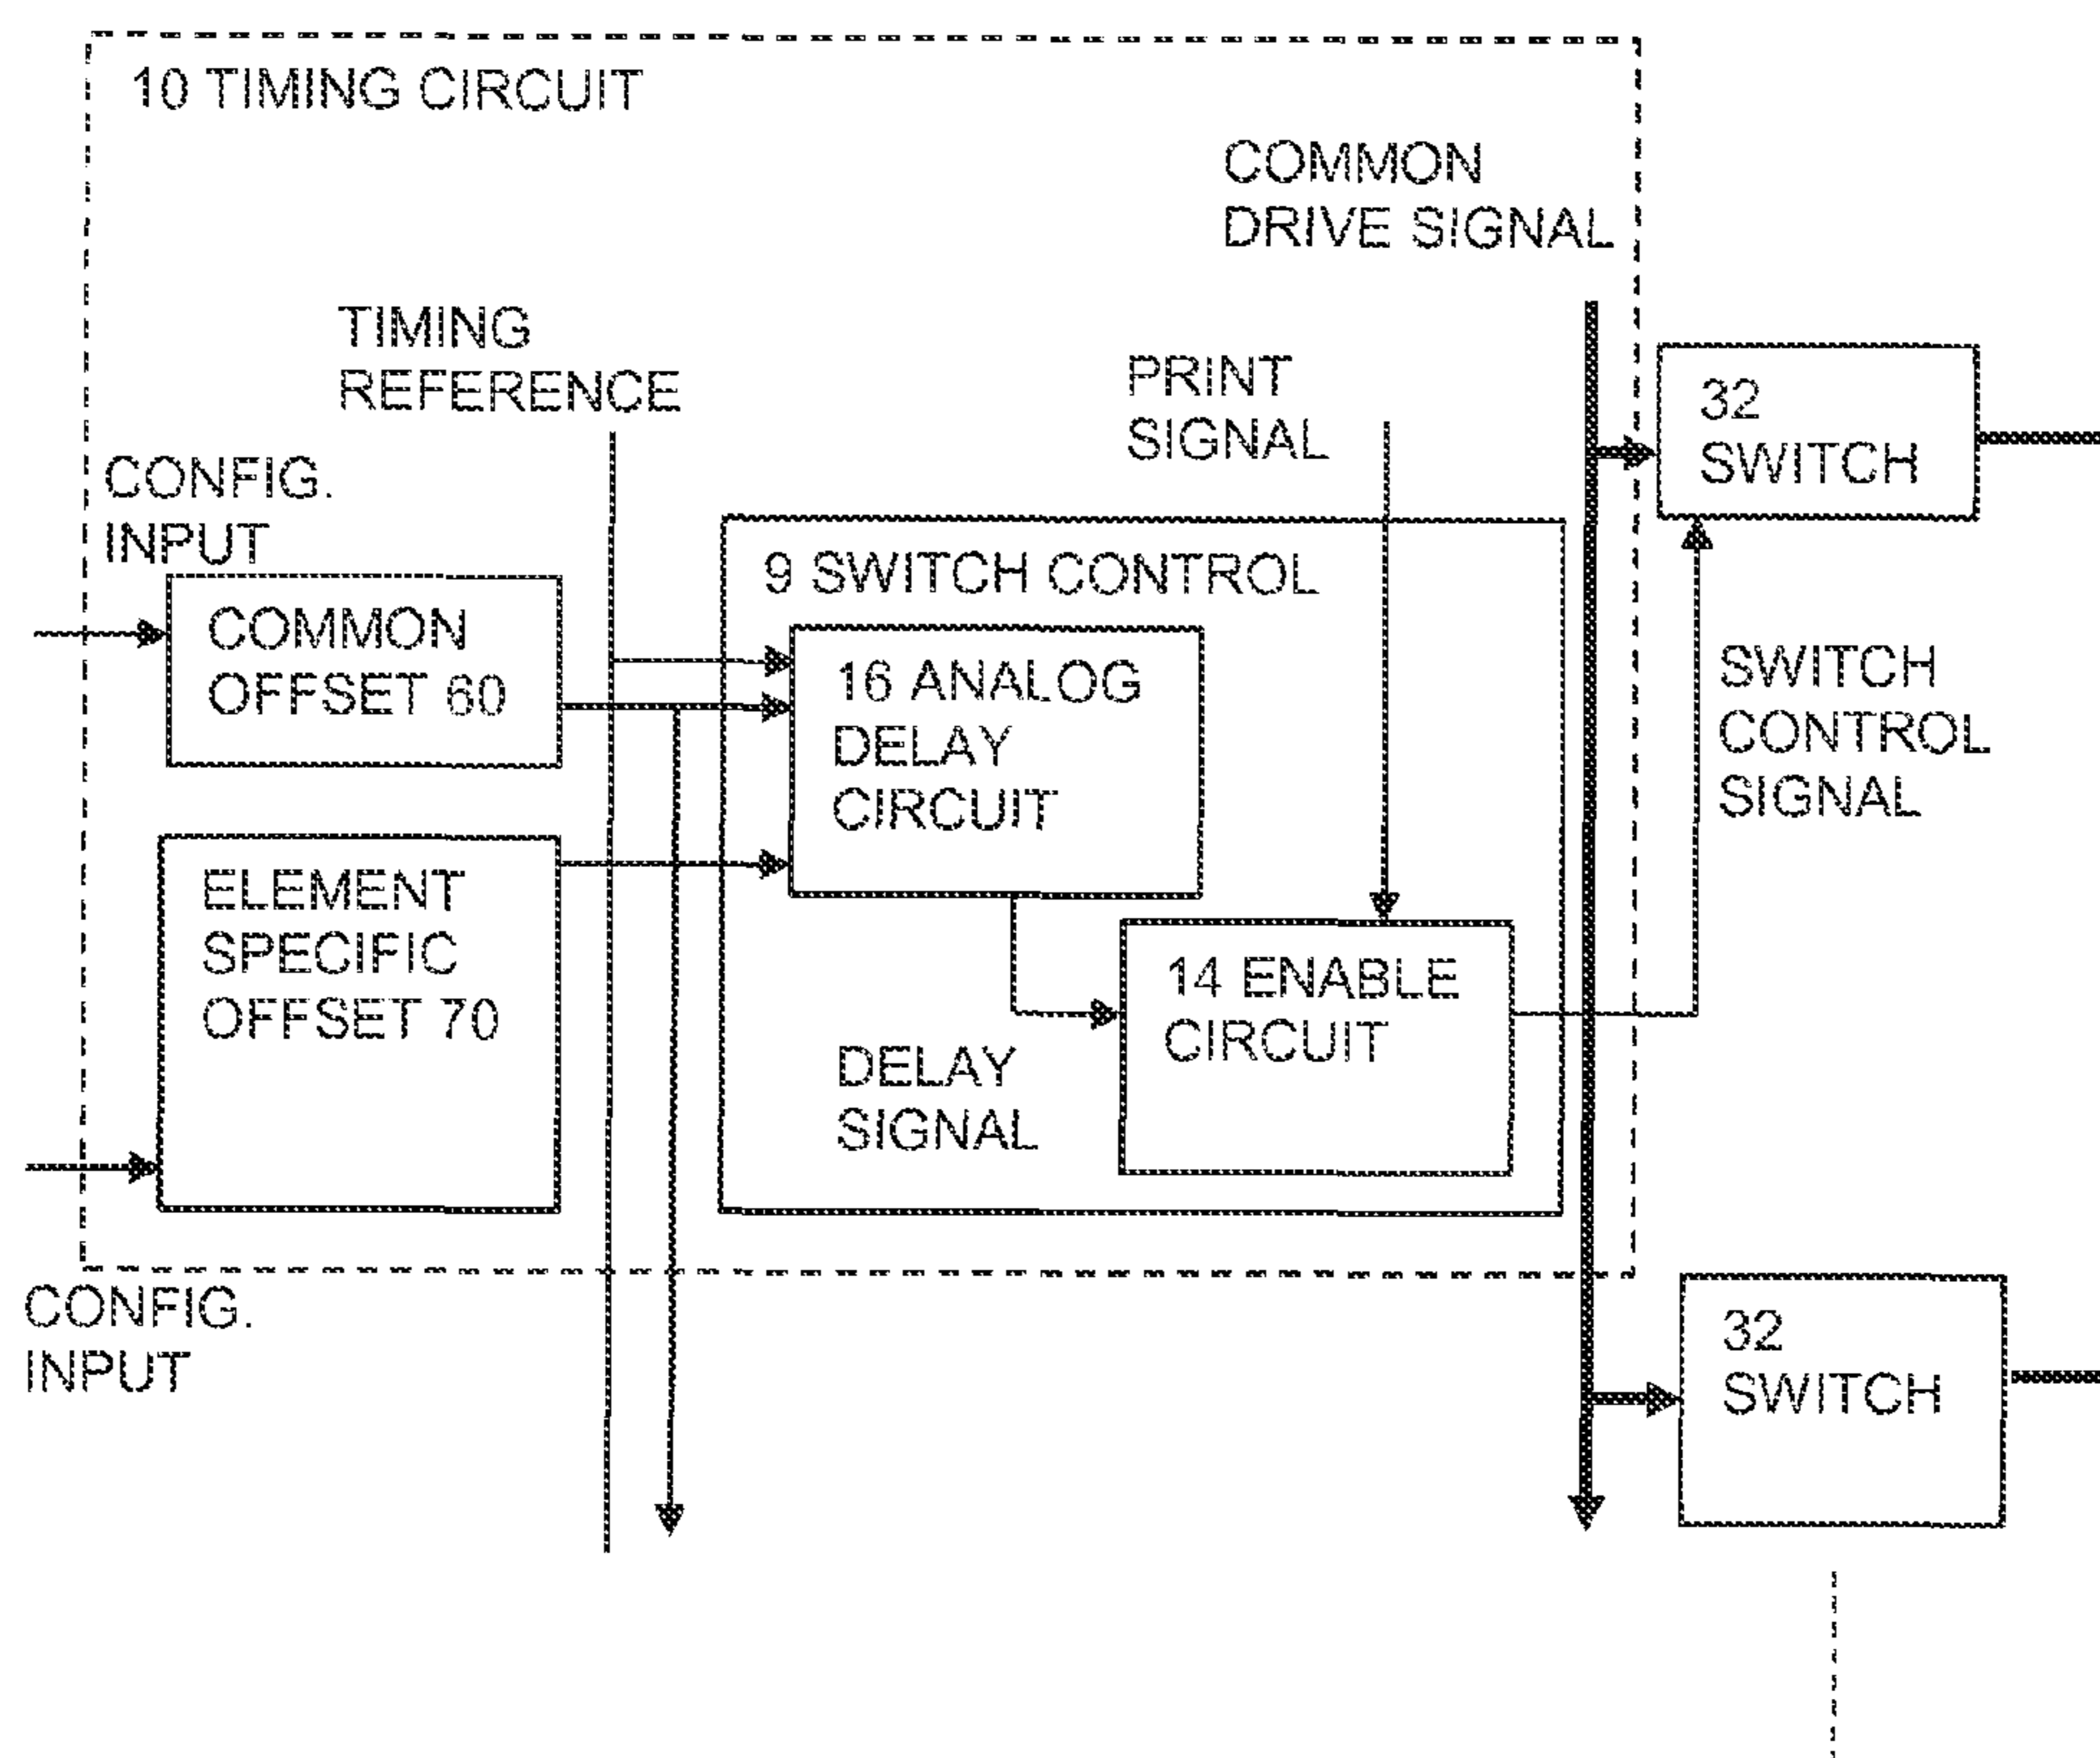 10 TIMING CIRCUIT
COMMON
DRIVE SIGNAL
TIMING
REFERENCE
PRINT
SIGNAL
32
SWITCH
CONFIG.
INPUT
9 SWITCH CONTROL
COMMON
OFFSET 60
16 ANALOG
DELAY
CIRCUIT
SWITCH
CONTROL
SIGNAL
ELEMENT
SPECIFIC
OFFSET 70
14 ENABLE
CIRCUIT
DELAY
SIGNAL
CONFIG.
INPUT
32
SWITCH